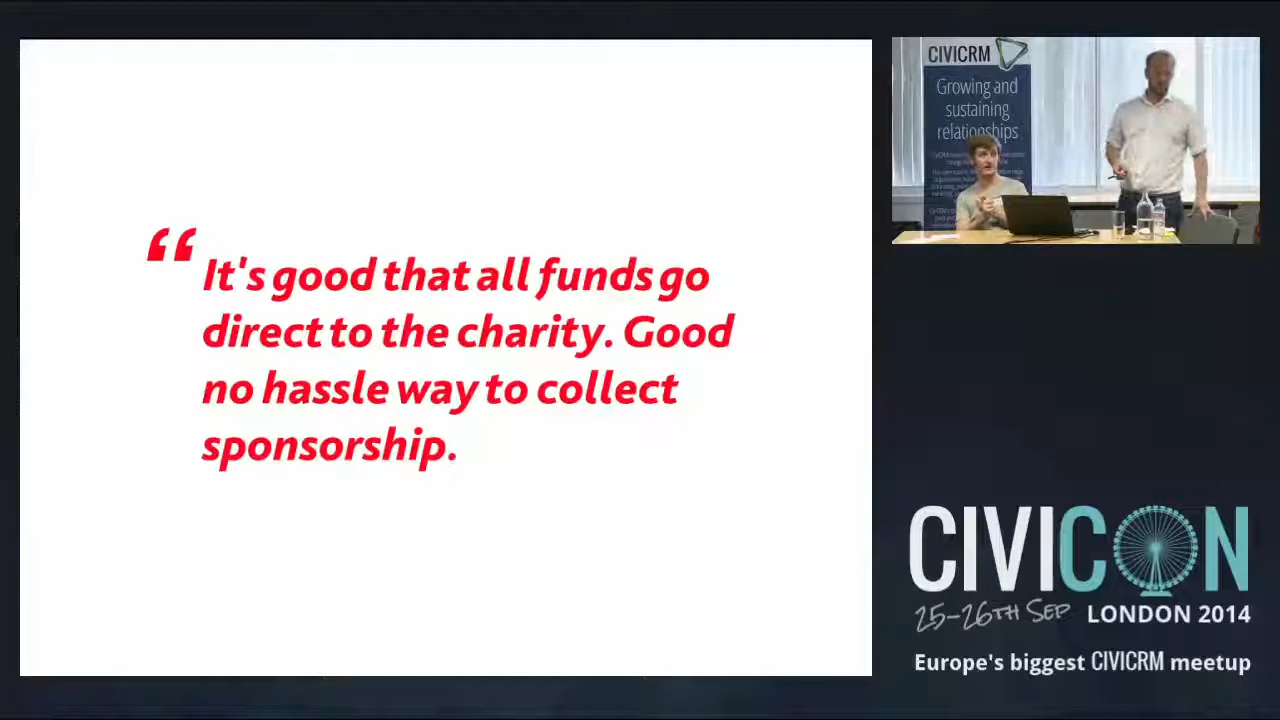 “It's good that all funds go
direct to the charity. Good
no hassle way to collect
sponsorship.
CIVICRM
Growing and
sustaining
relationships
CIVICON
25-26TH SEP LONDON 2014
Europe's biggest CIVICRM meetup